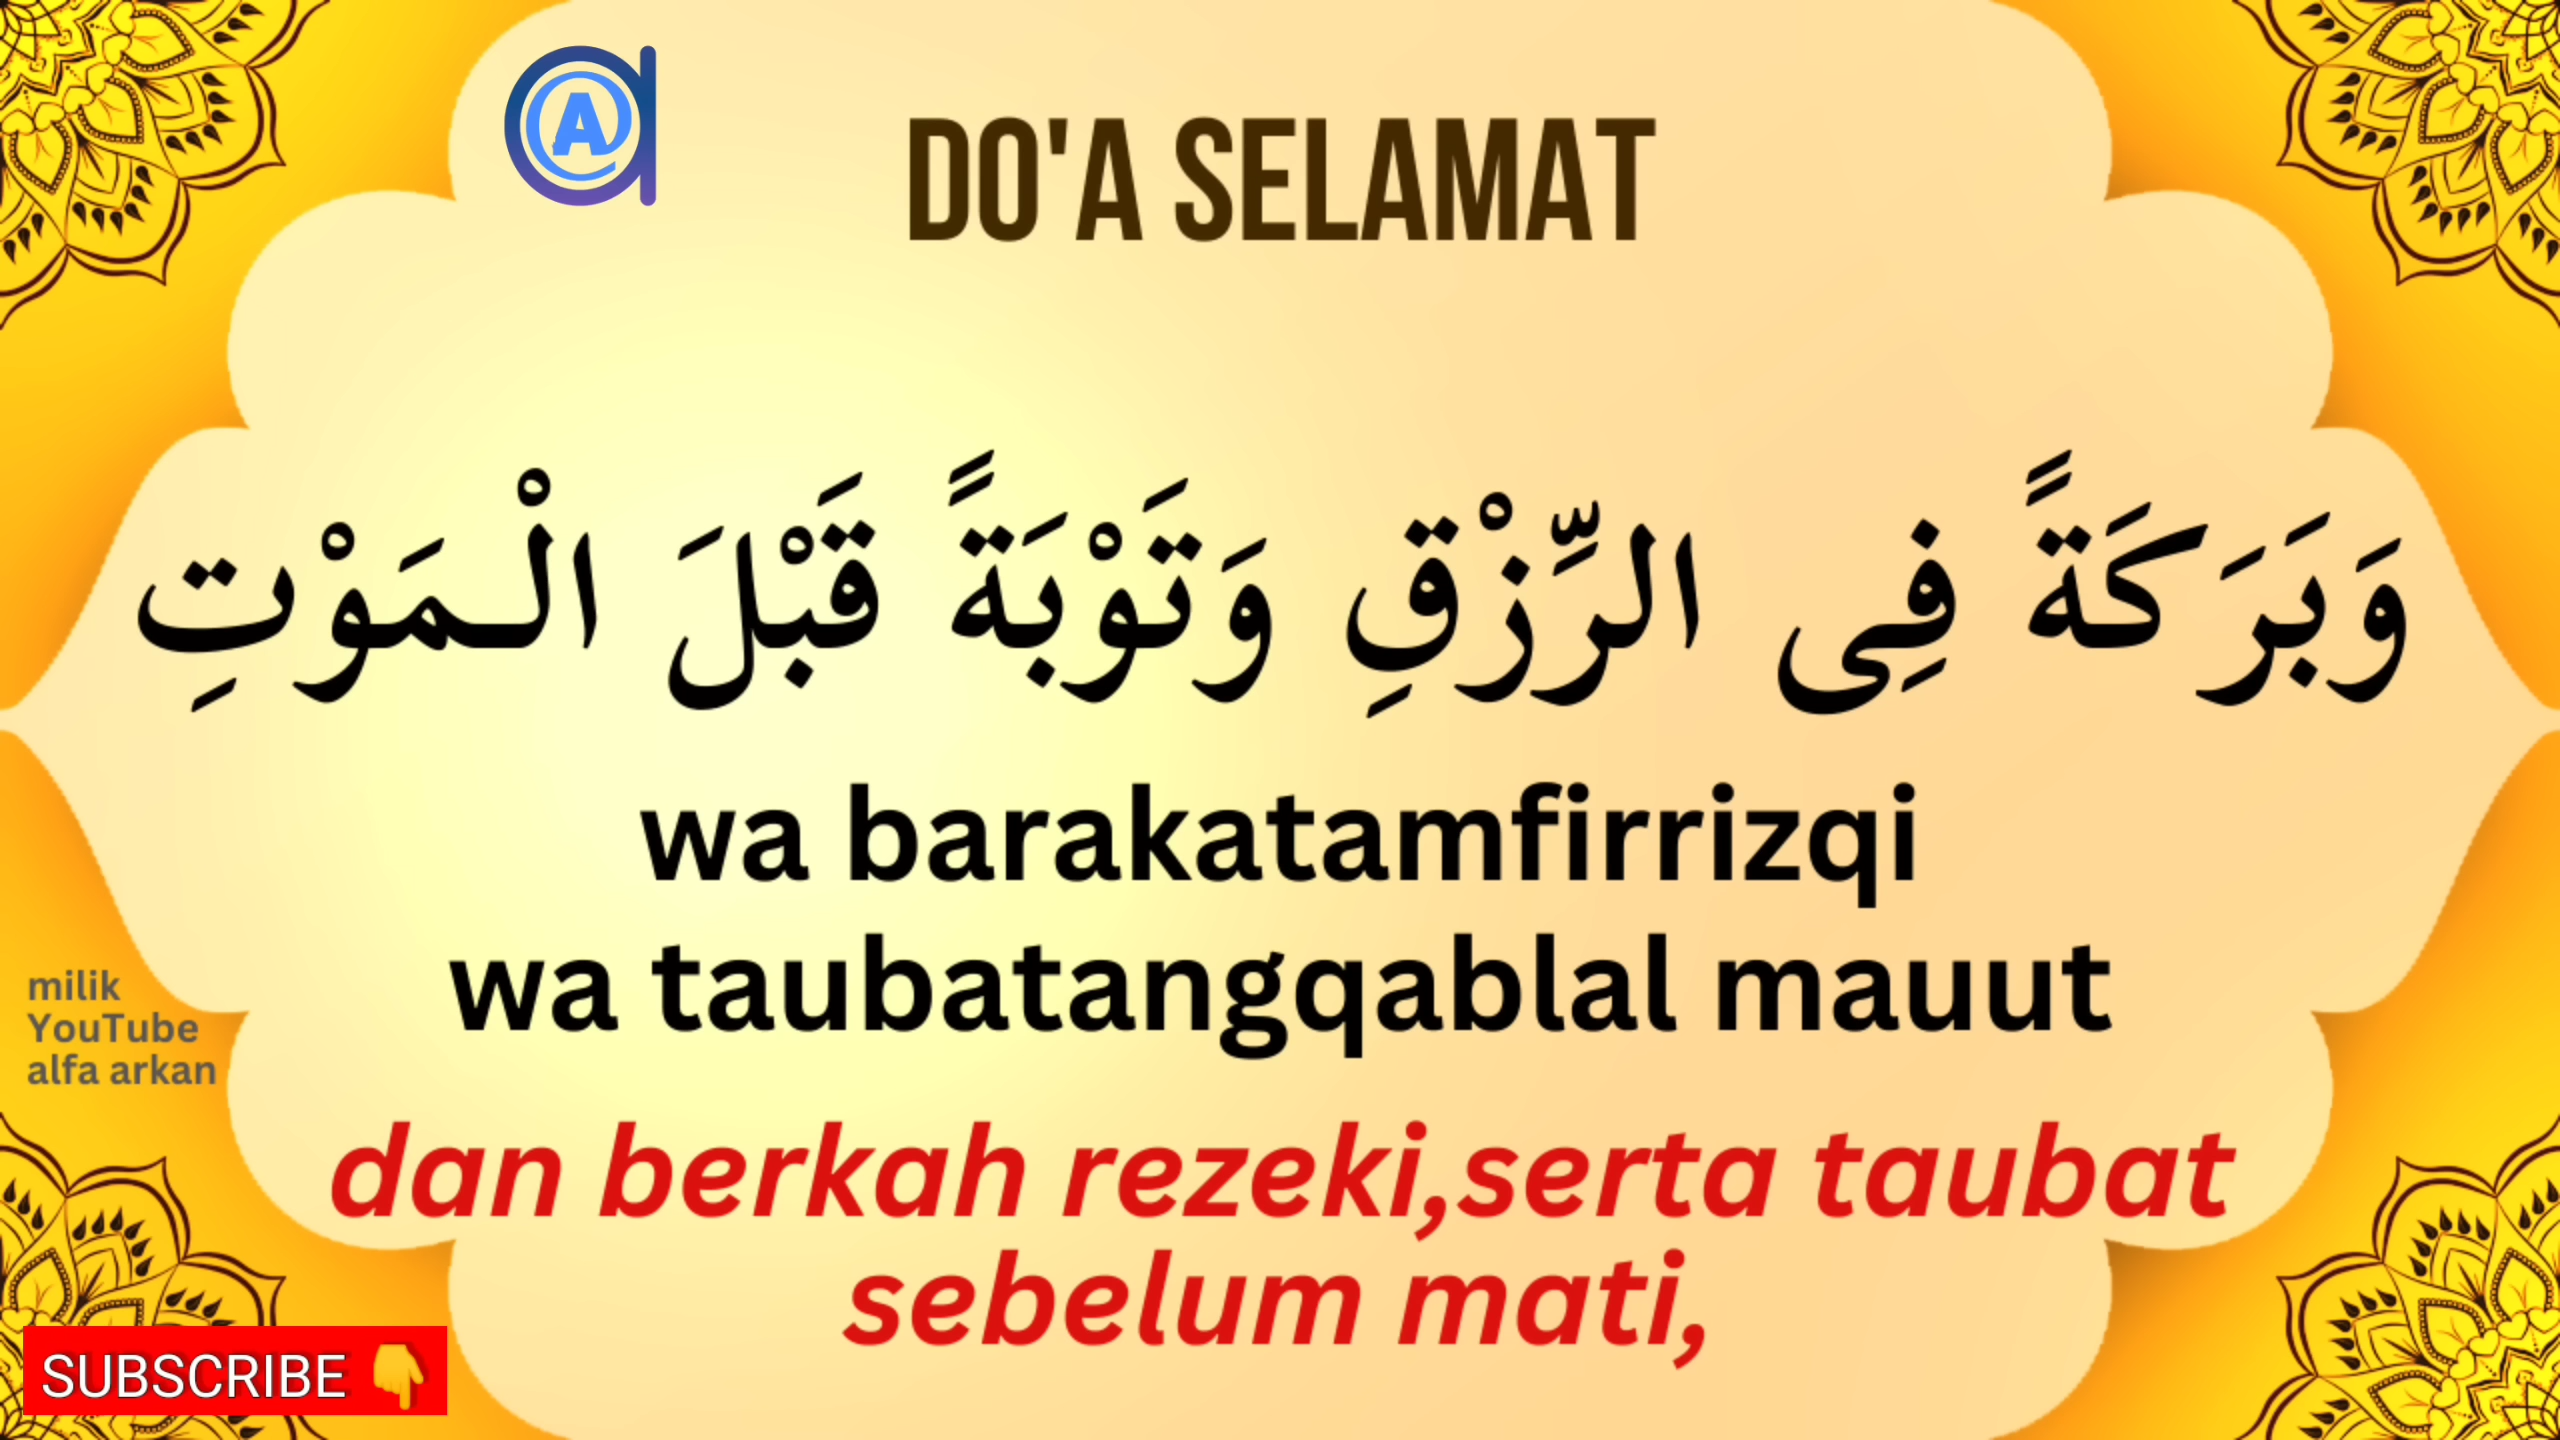 DO'A SELAMAT
وَبَرَكَةً فِى الرِّزْقِ وَتَوْبَةً قَبْلَ الْـمَوْتِ
wa barakatamfirrizqi
wa taubatangqablal mauut
milik
YouTube
alfa arkan
dan berkah rezeki,serta taubat
sebelum mati,
SUBSCRIBE 👇